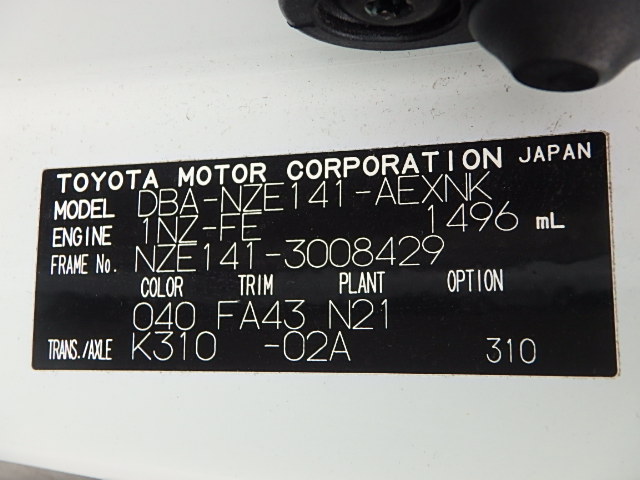 TOYOTA MOTOR CORPORATION JAPAN
MODEL DBA-NZE141-AEXNK
ENGINE 1NZ-FE 1496 mL
FRAME No. NZE141-3008429
COLOR TRIM PLANT OPTION
040 FA43 N21
TRANS./AXLE K310 -02A 310